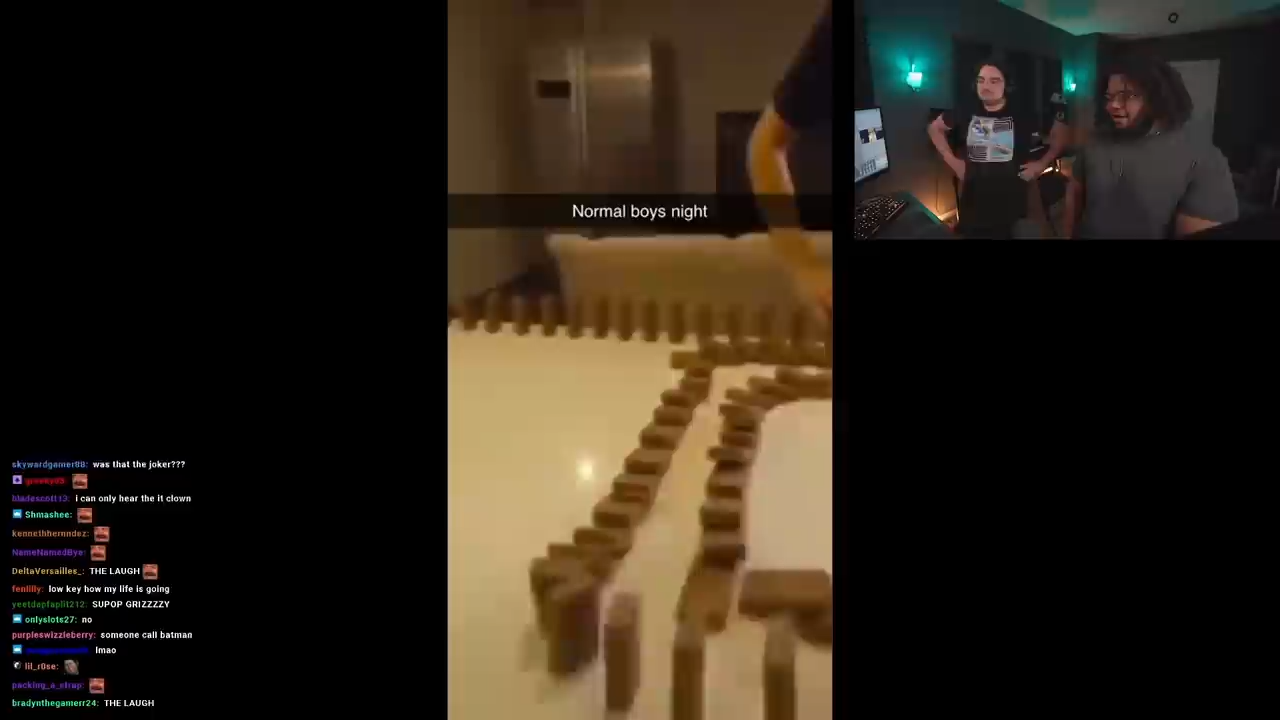 Normal boys night
skywardgamer88: was that the joker???
bladescott13: i can only hear the it clown
Shmashee:
kennethhernndez:
NameNamedBye:
DeltaVersailles_: THE LAUGH
fenlilly: low key how my life is going
yeetdapfaplit212: SUPOP GRIZZZZY
onlyslots27: no
purpleswizzleberry: someone call batman
lmao
lil_r0se:
packing_a_strap:
bradynthegamerr24: THE LAUGH